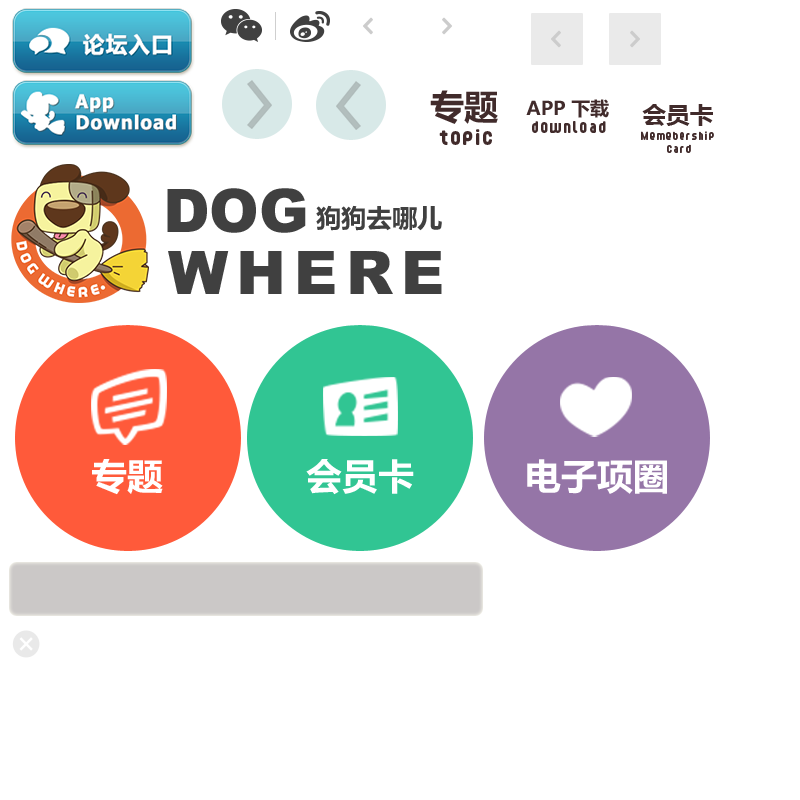 论坛入口
App
Download
专题
topic
APP 下载
download
会员卡
Memebership
Card
DOG 狗狗去哪儿
WHERE
DOG WHERE·
专题
会员卡
电子项圈